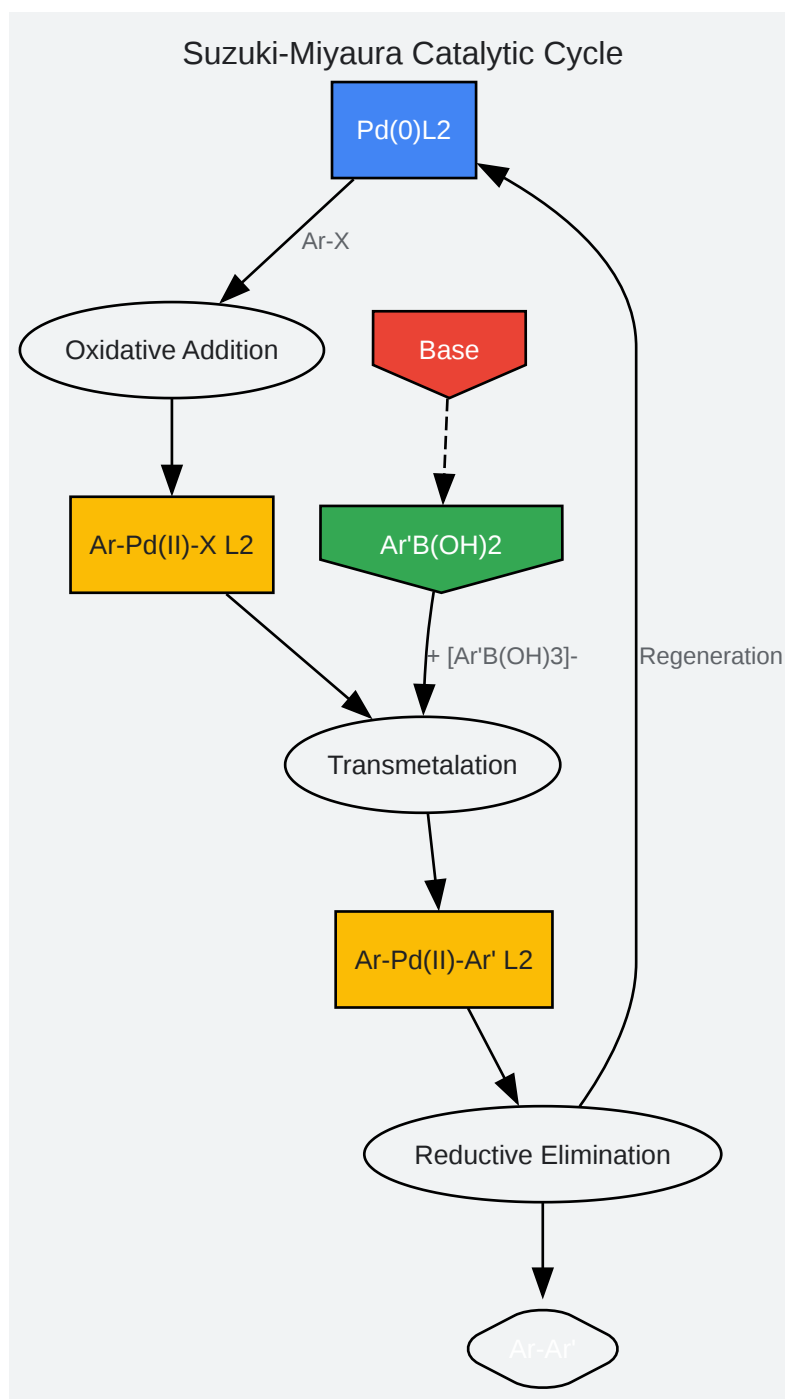 Suzuki-Miyaura Catalytic Cycle
Pd(0)L2
Ar-X
Oxidative Addition
Base
Ar-Pd(II)-X L2
Ar'B(OH)2
+ [Ar'B(OH)3]-
Regeneration
Transmetalation
Ar-Pd(II)-Ar' L2
Reductive Elimination
Ar-Ar'